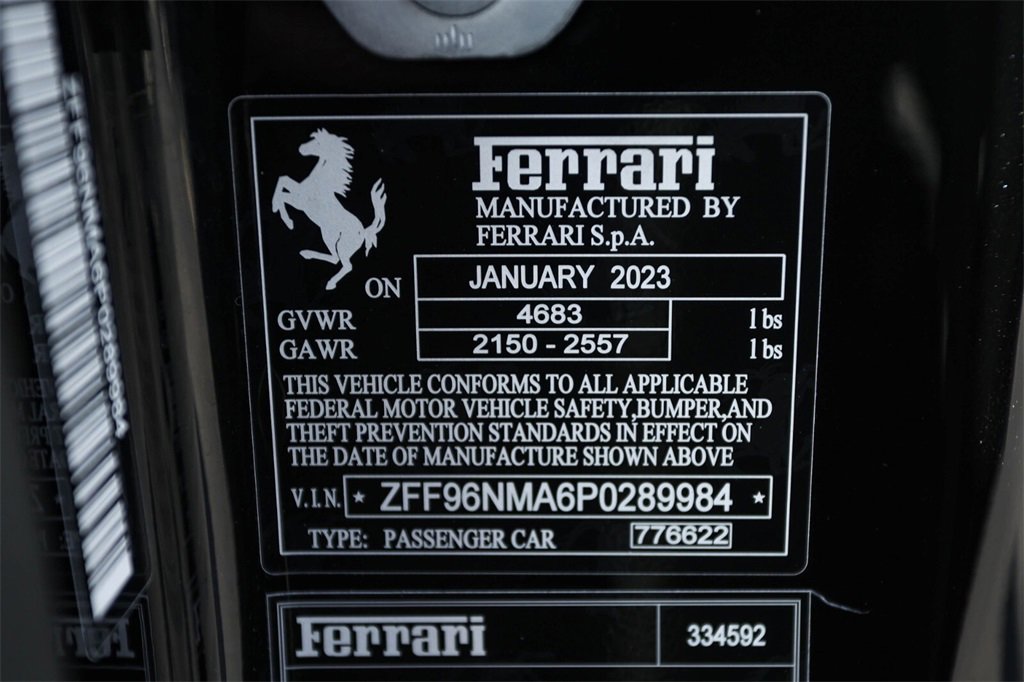 Ferrari
MANUFACTURED BY
FERRARI S.p.A.
ON JANUARY 2023
GVWR 4683 lbs
GAWR 2150 - 2557 lbs
THIS VEHICLE CONFORMS TO ALL APPLICABLE
FEDERAL MOTOR VEHICLE SAFETY,BUMPER,AND
THEFT PREVENTION STANDARDS IN EFFECT ON
THE DATE OF MANUFACTURE SHOWN ABOVE
V.I.N. * ZFF96NMA6P0289984 *
TYPE: PASSENGER CAR 776622
Ferrari 334592
ZFF96NMA6P0289984
Ferrari